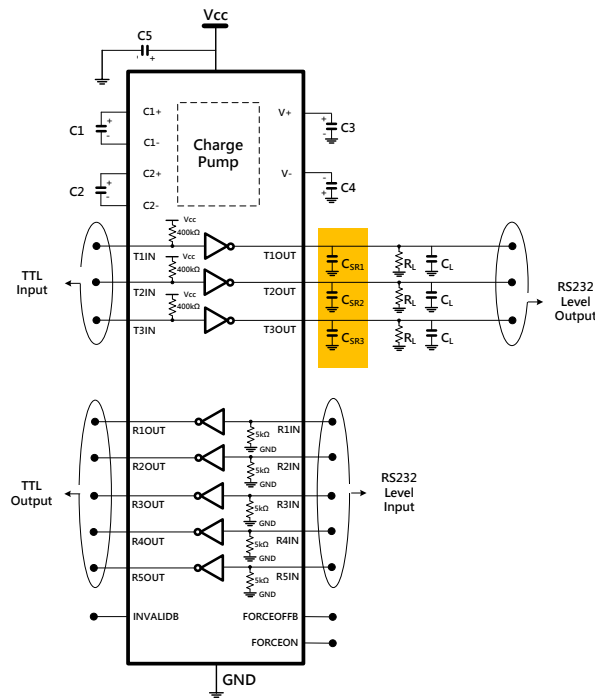 Vcc
C5
C1+
C1
C1-
C2+
C2
C2-
Charge
Pump
V+
C3
V-
C4
Vcc
400kΩ
T1IN
T1OUT
CSR1
RL
CL
Vcc
400kΩ
T2IN
T2OUT
CSR2
RL
CL
Vcc
400kΩ
T3IN
T3OUT
CSR3
RL
CL
TTL
Input
RS232
Level
Output
R1OUT
R1IN
5kΩ
GND
R2OUT
R2IN
5kΩ
GND
R3OUT
R3IN
5kΩ
GND
R4OUT
R4IN
5kΩ
GND
R5OUT
R5IN
5kΩ
GND
TTL
Output
RS232
Level
Input
INVALIDB
FORCEOFFB
FORCEON
GND